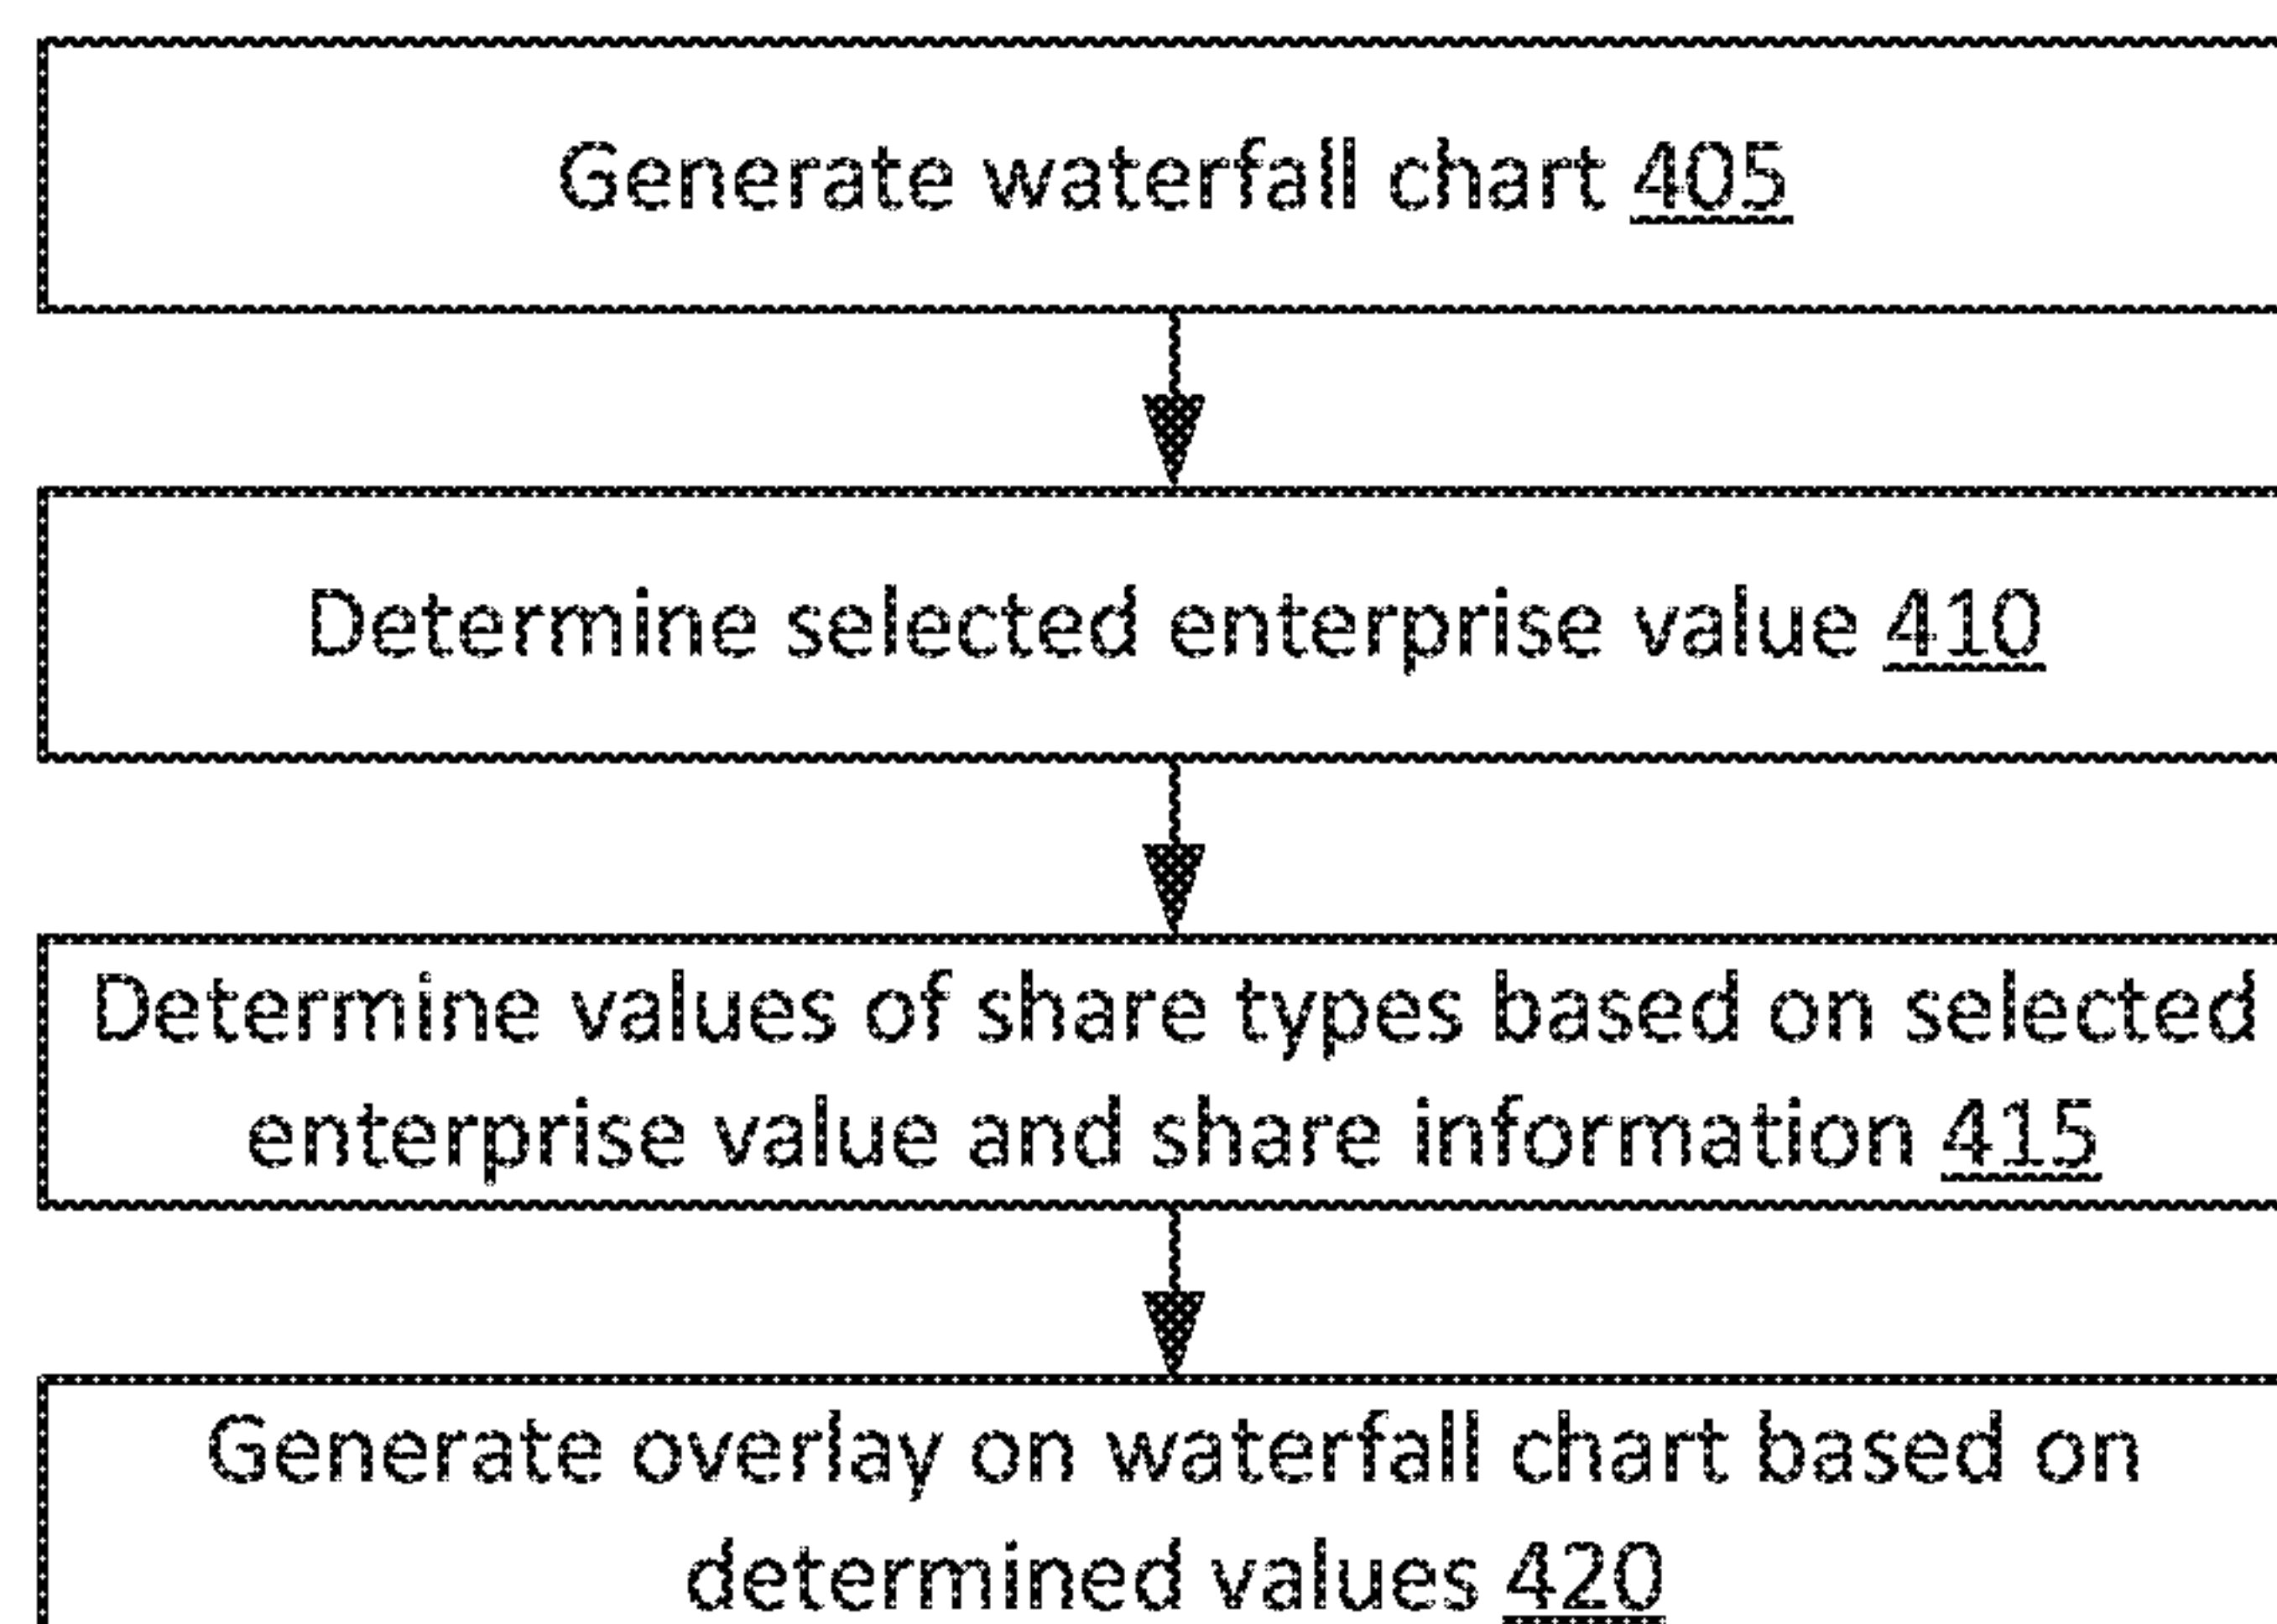 Generate waterfall chart 405
Determine selected enterprise value 410
Determine values of share types based on selected
enterprise value and share information 415
Generate overlay on waterfall chart based on
determined values 420